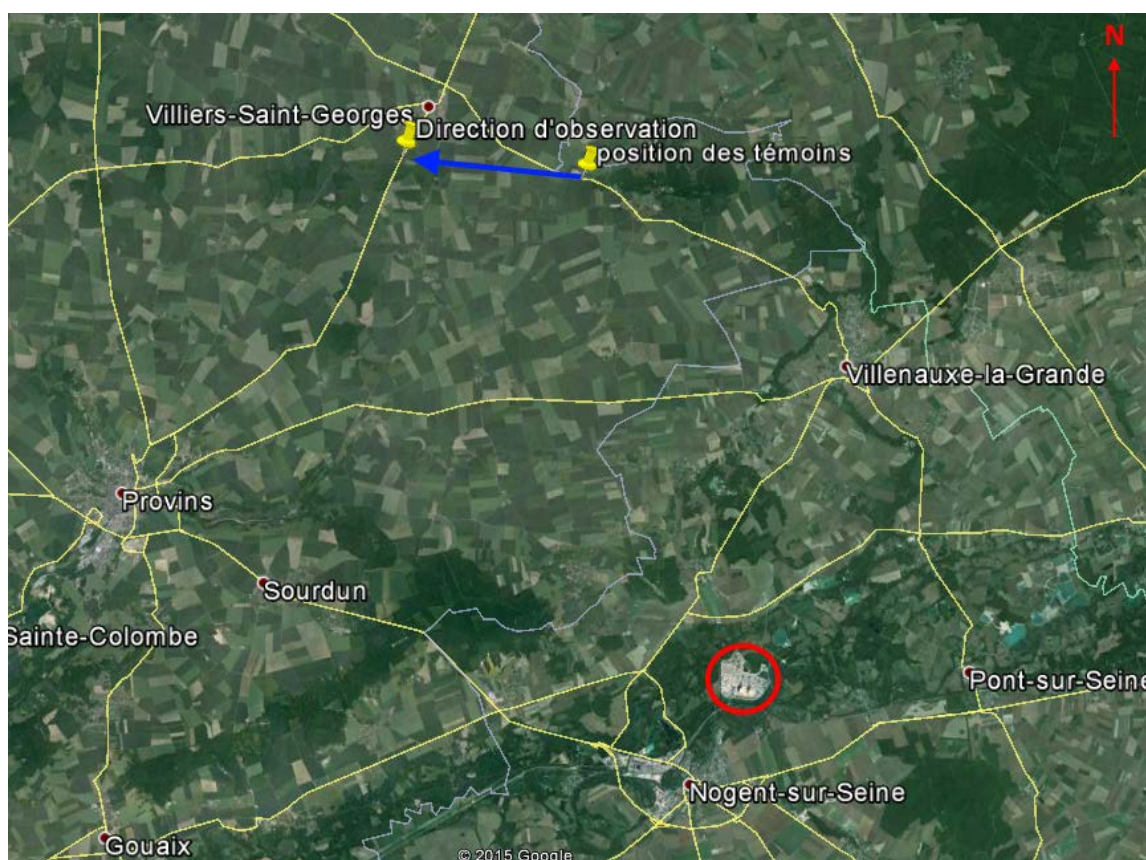 N
Villiers-Saint-Georges
Direction d'observation
position des témoins
Villenauxe-la-Grande
Provins
Sourdun
Sainte-Colombe
Pont-sur-Seine
Nogent-sur-Seine
Gouaix
© 2015 Google